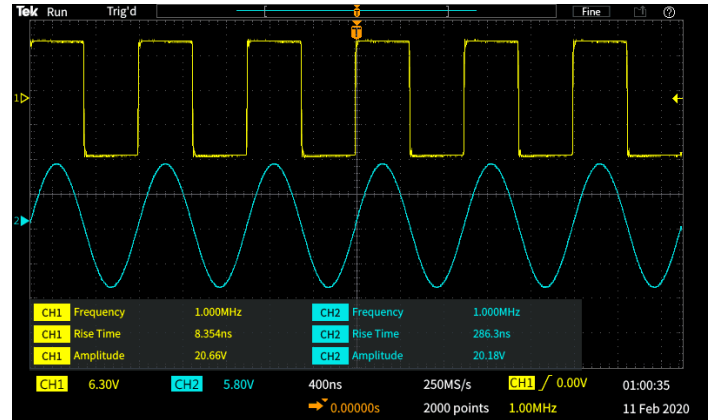 Tek Run Trig'd [ U ] Fine
T
1
2
CH1 Frequency 1.000MHz CH2 Frequency 1.000MHz
CH1 Rise Time 8.354ns CH2 Rise Time 286.3ns
CH1 Amplitude 20.66V CH2 Amplitude 20.18V
CH1 6.30V CH2 5.80V 400ns 250MS/s CH1 0.00V 01:00:35
0.00000s 2000 points 1.00MHz 11 Feb 2020